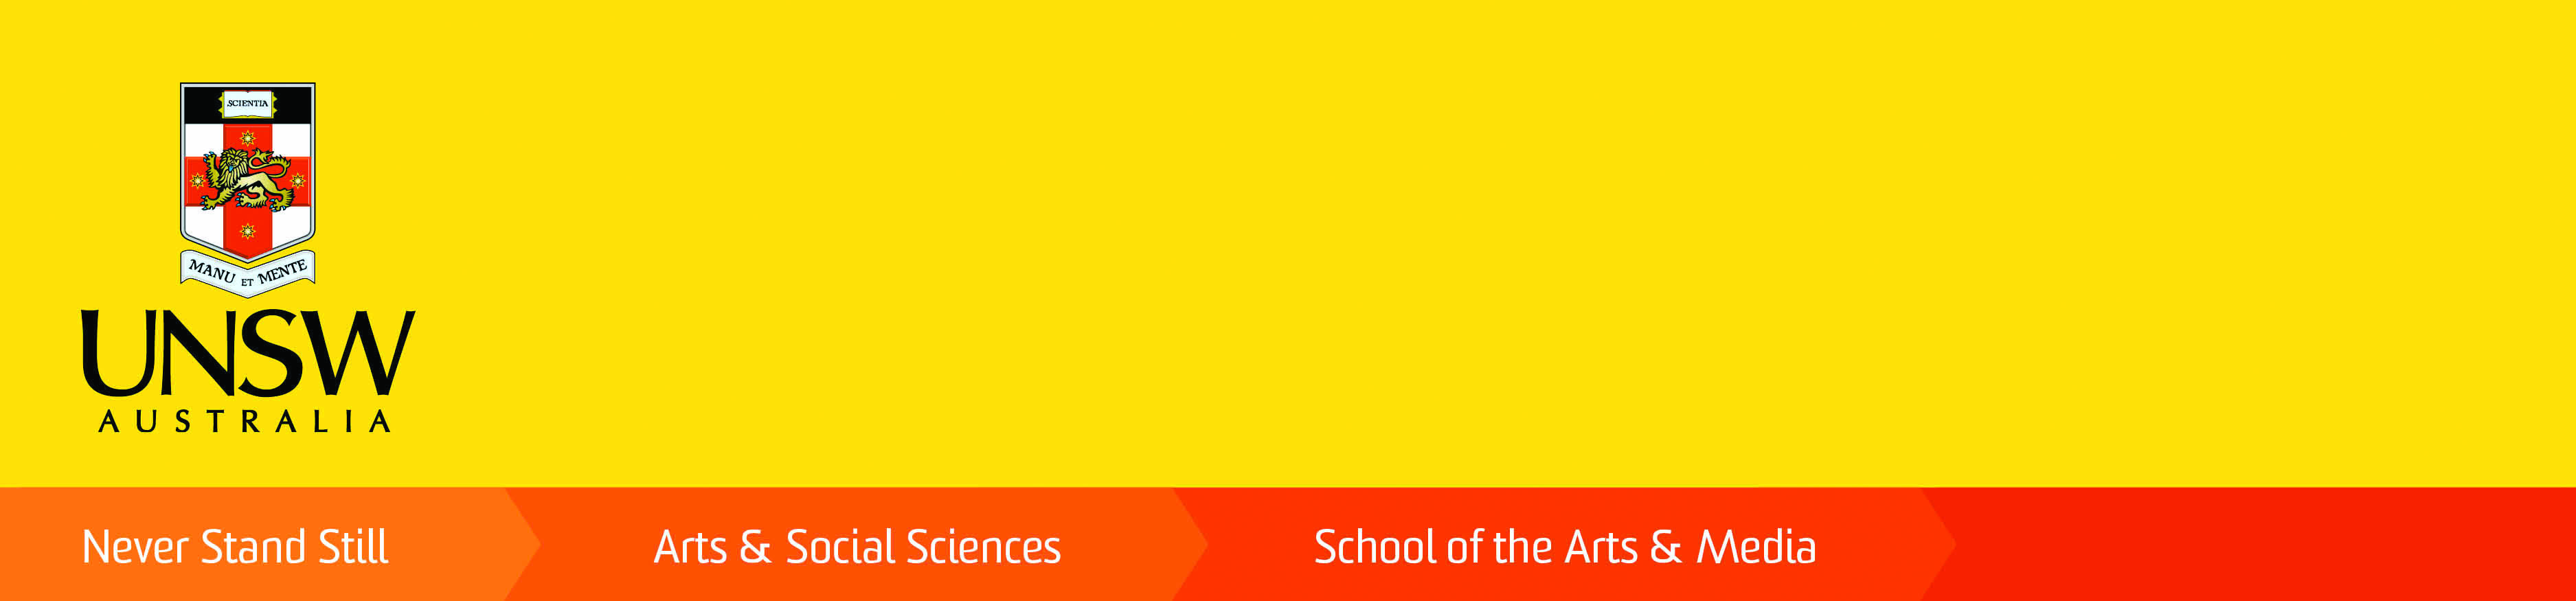 SCIENTIA
MANU ET MENTE
UNSW
AUSTRALIA
Never Stand Still
Arts & Social Sciences
School of the Arts & Media